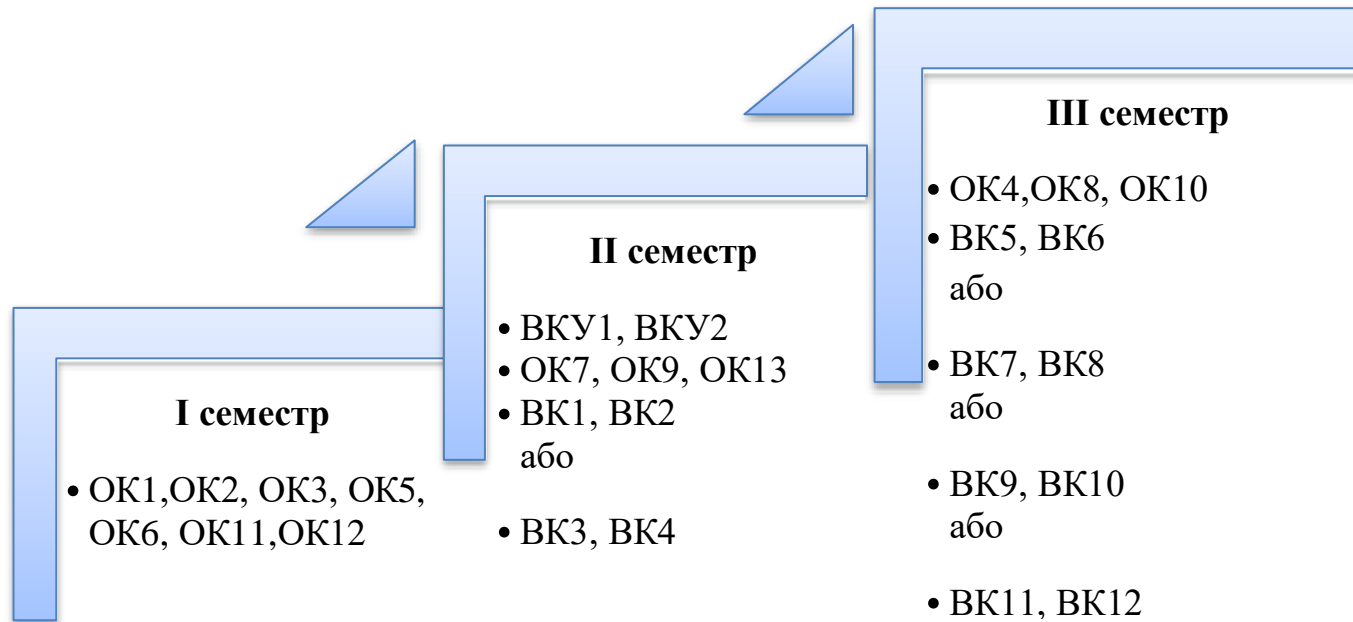 I семестр
• ОК1,ОК2, ОК3, ОК5,
ОК6, ОК11,ОК12
II семестр
• ВКУ1, ВКУ2
• ОК7, ОК9, ОК13
• ВК1, ВК2
або
• ВК3, ВК4
III семестр
• ОК4,ОК8, ОК10
• ВК5, ВК6
або
• ВК7, ВК8
або
• ВК9, ВК10
або
• ВК11, ВК12